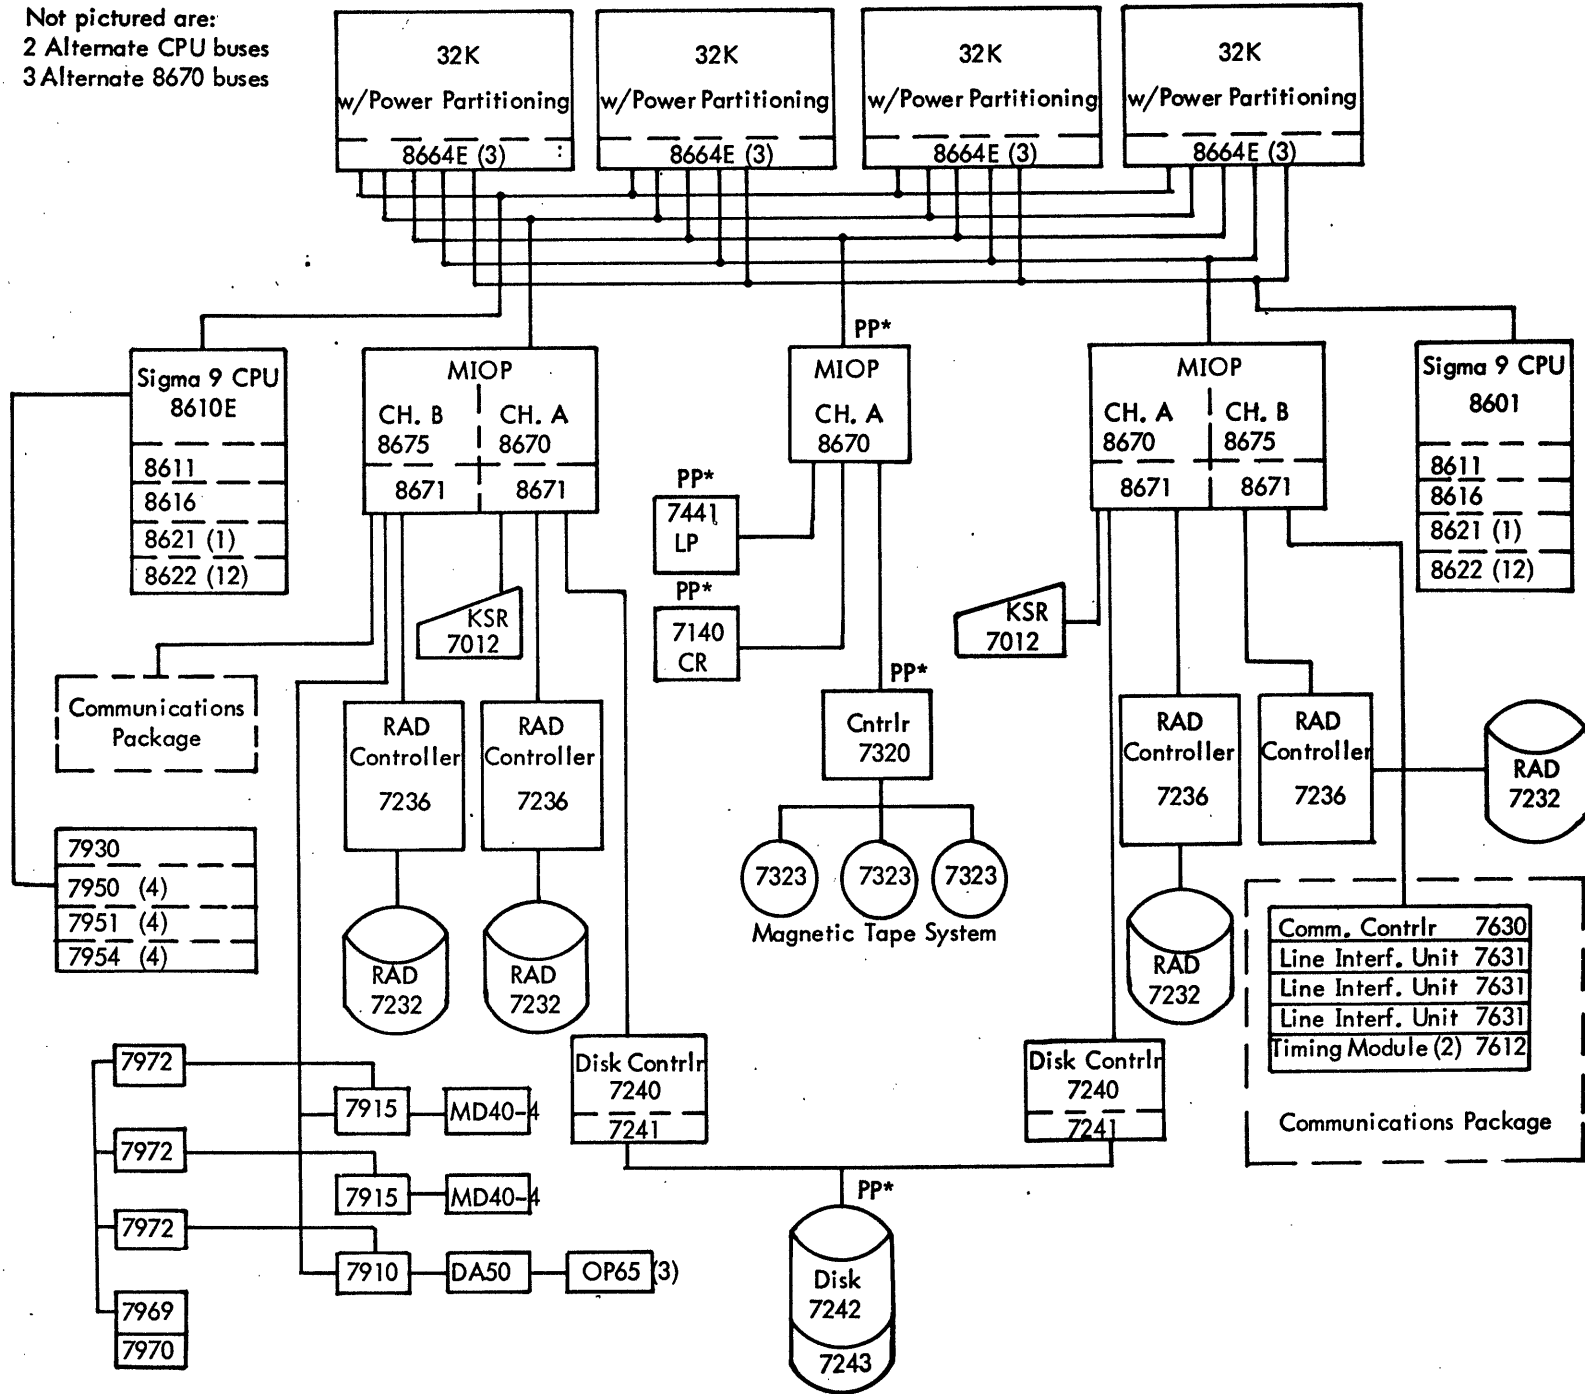 Not pictured are:
2 Alternate CPU buses
3 Alternate 8670 buses
32K
w/Power Partitioning
8664E (3)
32K
w/Power Partitioning
8664E (3)
32K
w/Power Partitioning
8664E (3)
32K
w/Power Partitioning
8664E (3)
Sigma 9 CPU
8610E
8611
8616
8621 (1)
8622 (12)
MIOP
CH. B
8675
CH. A
8670
8671
8671
PP*
MIOP
CH. A
8670
MIOP
CH. A
8670
CH. B
8675
8671
8671
Sigma 9 CPU
8601
8611
8616
8621 (1)
8622 (12)
PP*
7441
LP
PP*
7140
CR
KSR
7012
KSR
7012
PP*
Cntrlr
7320
7323
7323
7323
Magnetic Tape System
Communications
Package
7930
7950 (4)
7951 (4)
7954 (4)
RAD
Controller
7236
RAD
Controller
7236
RAD
7232
RAD
7232
RAD
Controller
7236
RAD
Controller
7236
RAD
7232
RAD
7232
Comm. Contrlr 7630
Line Interf. Unit 7631
Line Interf. Unit 7631
Line Interf. Unit 7631
Timing Module (2) 7612
Communications Package
Disk Contrlr
7240
7241
Disk Contrlr
7240
7241
7972
7915
MD40-4
7972
7915
MD40-4
7972
7910
DA50
OP65 (3)
7969
7970
PP*
Disk
7242
7243